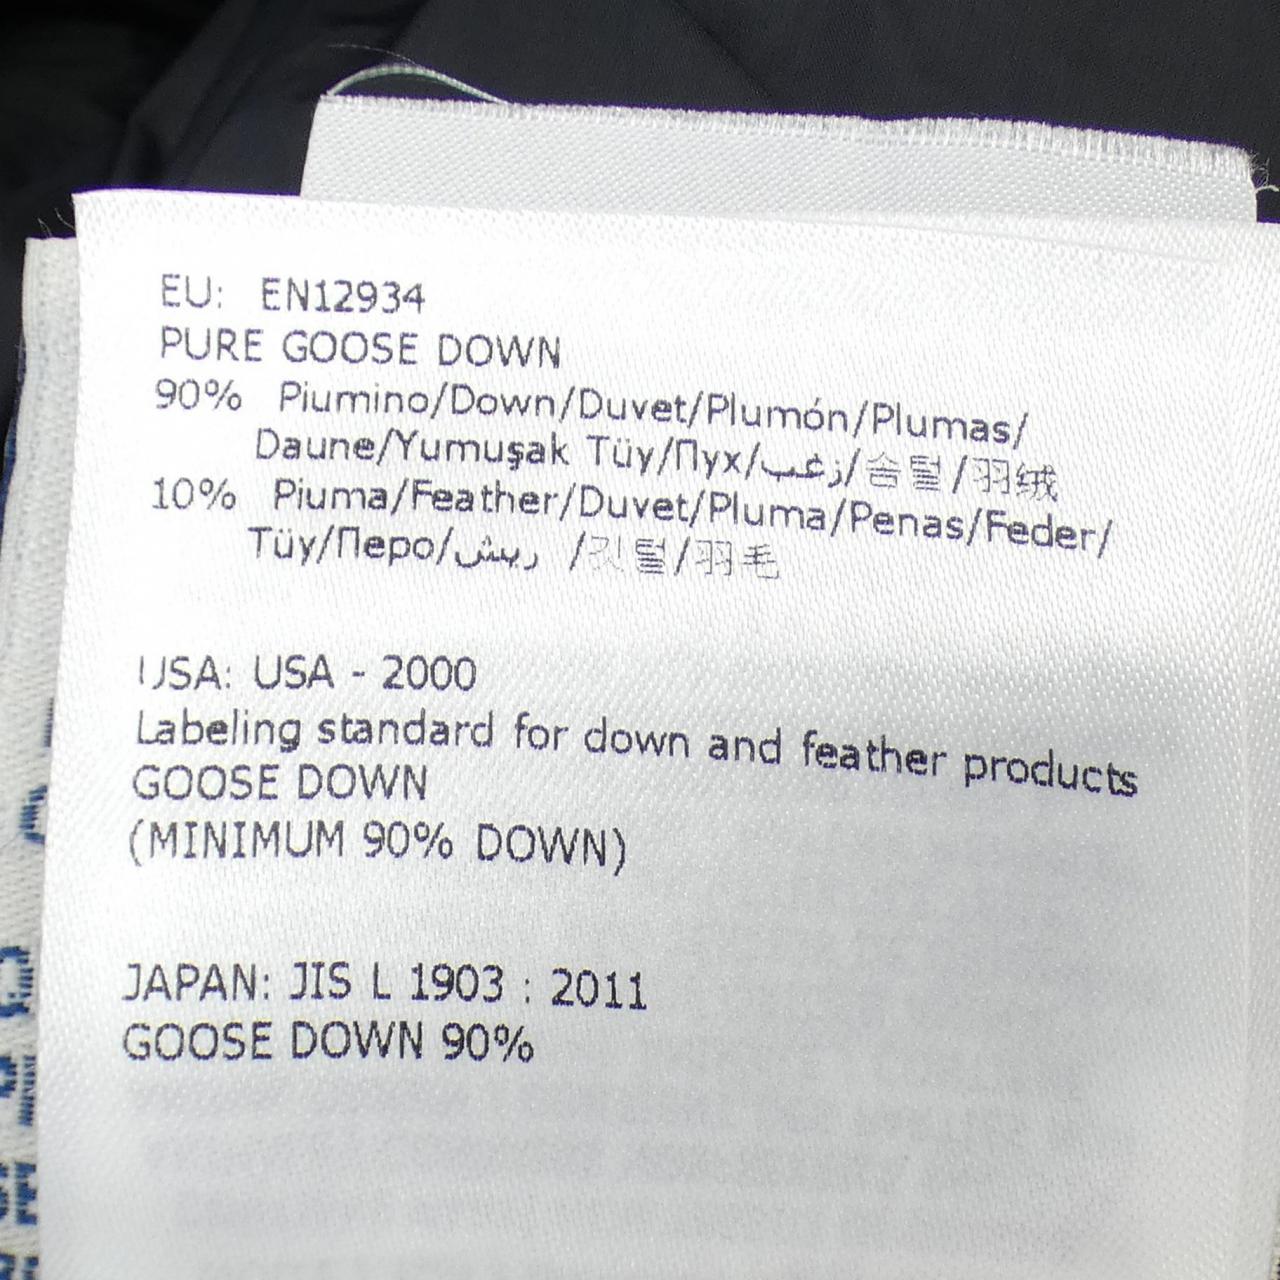 EU: EN12934
PURE GOOSE DOWN
90% Piumino/Down/Duvet/Plumón/Plumas/
Daune/Yumuşak Tüy/Пух/زغب/솜털/羽绒
10% Piuma/Feather/Duvet/Pluma/Penas/Feder/
Tüy/Перо/ريش /깃털/羽毛
USA: USA - 2000
Labeling standard for down and feather products
GOOSE DOWN
(MINIMUM 90% DOWN)
JAPAN: JIS L 1903 : 2011
GOOSE DOWN 90%